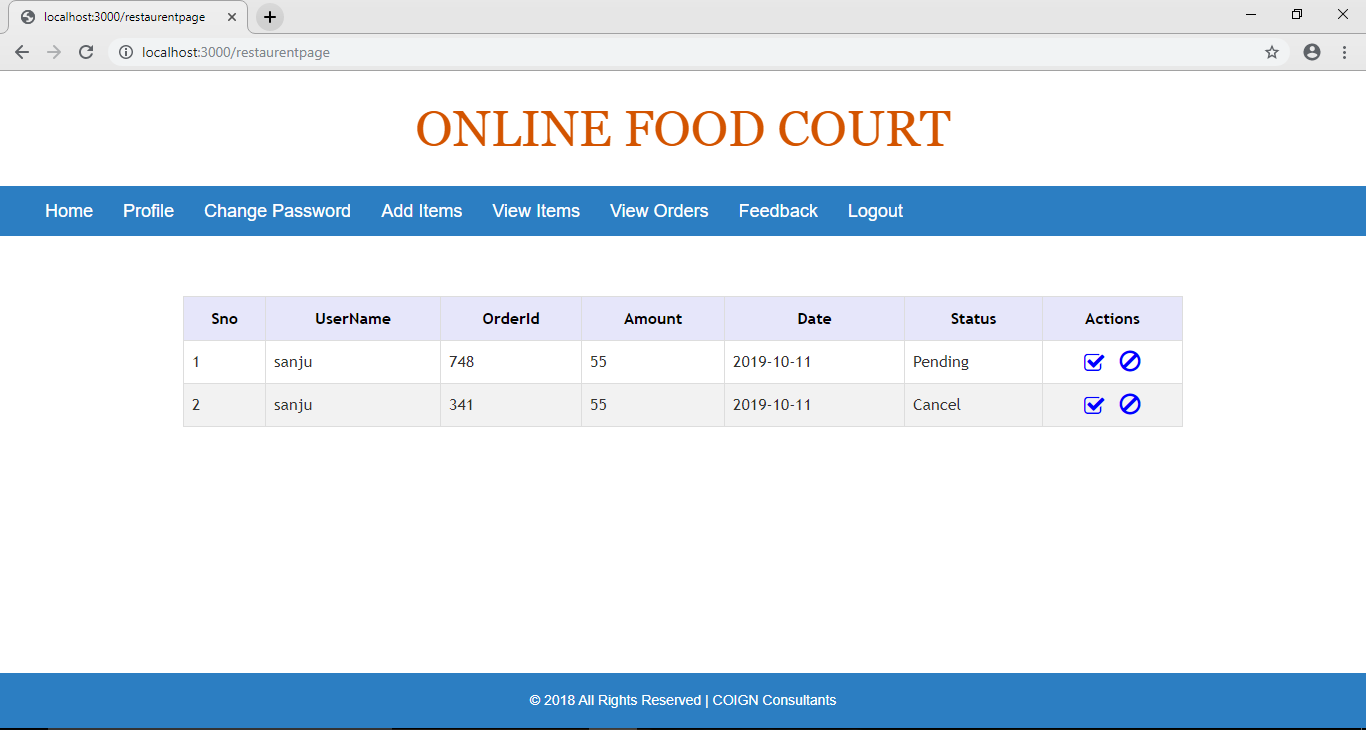 localhost:3000/restaurentpage
localhost:3000/restaurentpage
ONLINE FOOD COURT
Home Profile Change Password Add Items View Items View Orders Feedback Logout
Sno UserName OrderId Amount Date Status Actions
1 sanju 748 55 2019-10-11 Pending
2 sanju 341 55 2019-10-11 Cancel
© 2018 All Rights Reserved | COIGN Consultants